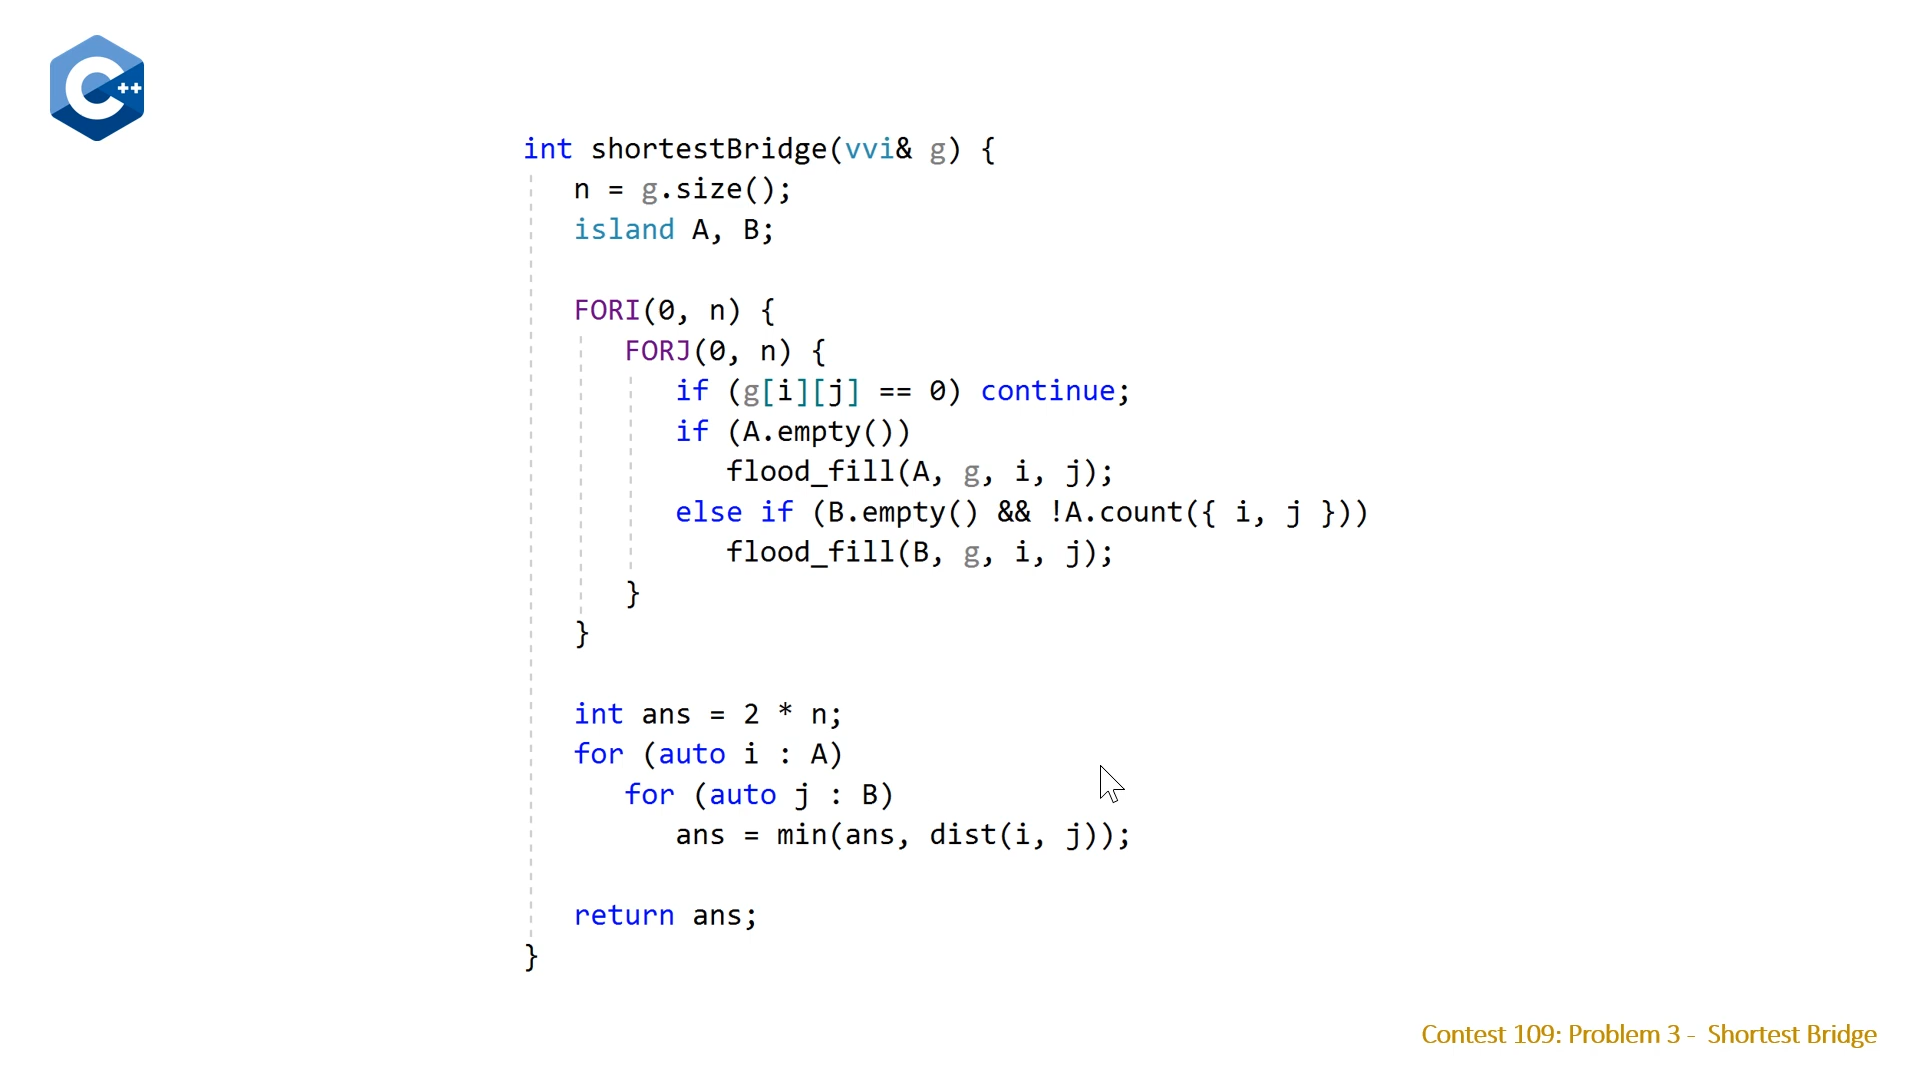 C++
int shortestBridge(vvi& g) {
n = g.size();
island A, B;
FORI(0, n) {
FORJ(0, n) {
if (g[i][j] == 0) continue;
if (A.empty())
flood_fill(A, g, i, j);
else if (B.empty() && !A.count({ i, j }))
flood_fill(B, g, i, j);
}
}
int ans = 2 * n;
for (auto i : A)
for (auto j : B)
ans = min(ans, dist(i, j));
return ans;
}
Contest 109: Problem 3 - Shortest Bridge